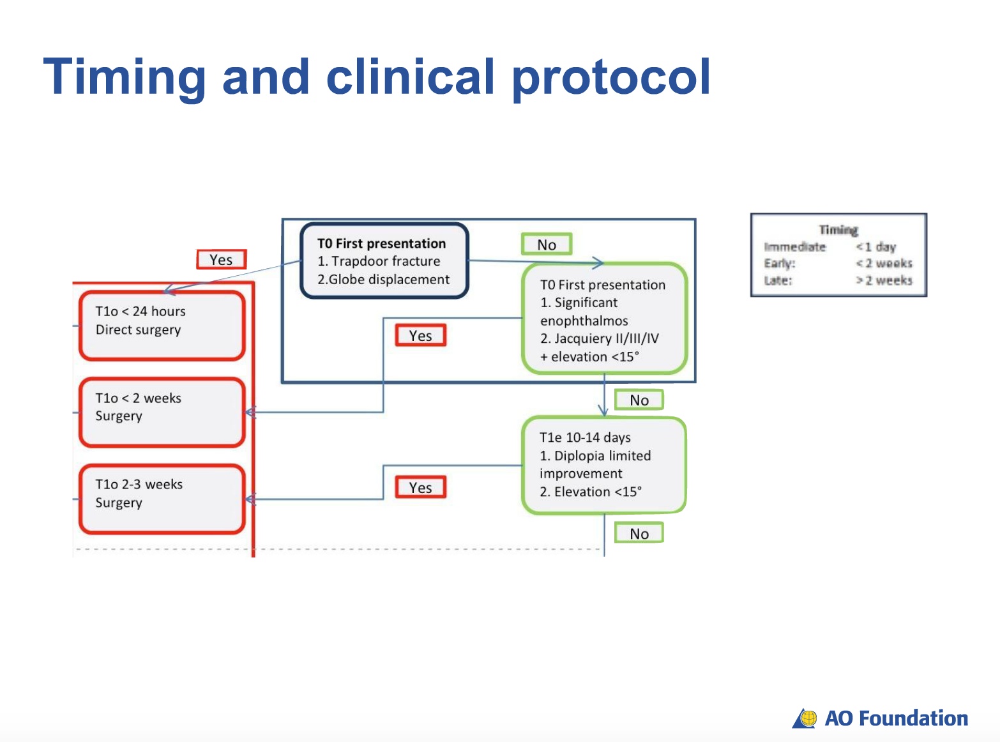 Timing and clinical protocol
T0 First presentation
1. Trapdoor fracture
2.Globe displacement
Yes
No
T1o < 24 hours
Direct surgery
T0 First presentation
1. Significant
enophthalmos
2. Jacquiery II/III/IV
+ elevation <15°
Yes
No
T1o < 2 weeks
Surgery
T1e 10-14 days
1. Diplopia limited
improvement
2. Elevation <15°
Yes
No
T1o 2-3 weeks
Surgery
Timing
Immediate <1 day
Early: <2 weeks
Late: >2 weeks
AO Foundation